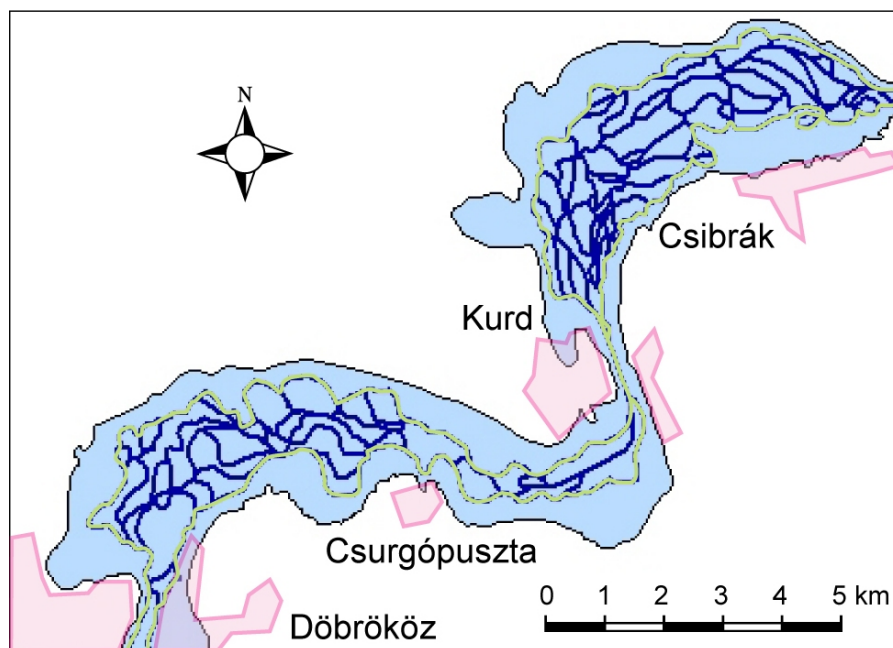 N
Csibrák
Kurd
Csurgópuszta
Döbrököz
0 1 2 3 4 5 km